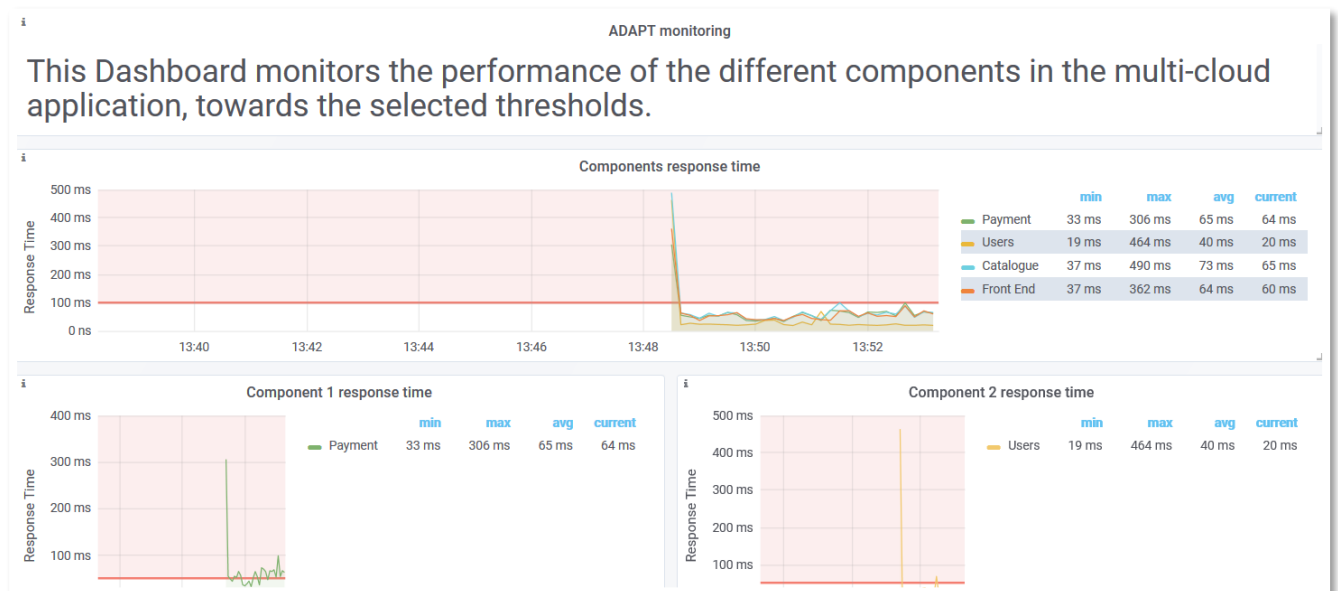 ADAPT monitoring
This Dashboard monitors the performance of the different components in the multi-cloud
application, towards the selected thresholds.
Components response time
Response Time
500 ms
400 ms
300 ms
200 ms
100 ms
0 ns
13:40 13:42 13:44 13:46 13:48 13:50 13:52
min max avg current
Payment 33 ms 306 ms 65 ms 64 ms
Users 19 ms 464 ms 40 ms 20 ms
Catalogue 37 ms 490 ms 73 ms 65 ms
Front End 37 ms 362 ms 64 ms 60 ms
Component 1 response time
Response Time
400 ms
300 ms
200 ms
100 ms
min max avg current
Payment 33 ms 306 ms 65 ms 64 ms
Component 2 response time
Response Time
500 ms
400 ms
300 ms
200 ms
100 ms
min max avg current
Users 19 ms 464 ms 40 ms 20 ms